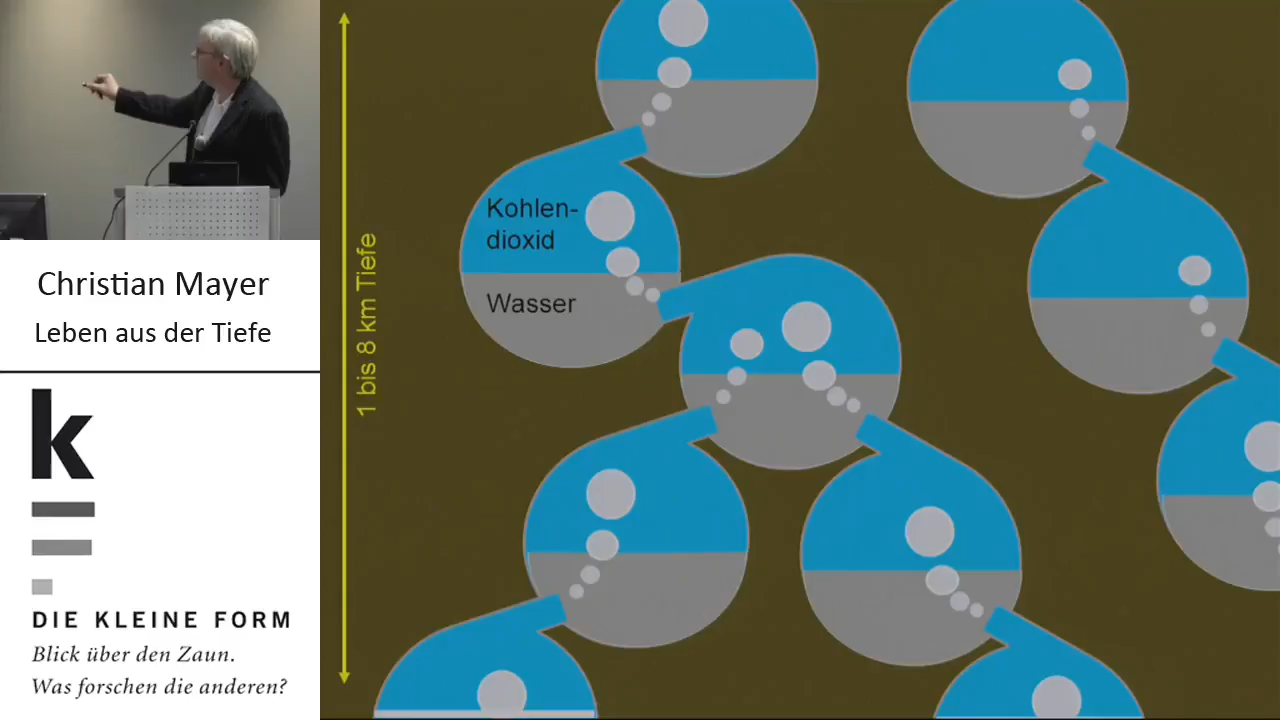 Christian Mayer
Leben aus der Tiefe
k
DIE KLEINE FORM
Blick über den Zaun.
Was forschen die anderen?
1 bis 8 km Tiefe
Kohlen-
dioxid
Wasser